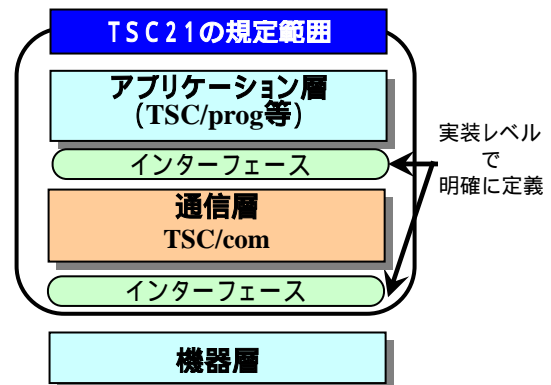 TSC21の規定範囲
アプリケーション層
(TSC/prog等)
インターフェース
通信層
TSC/com
インターフェース
機器層
実装レベル
で
明確に定義